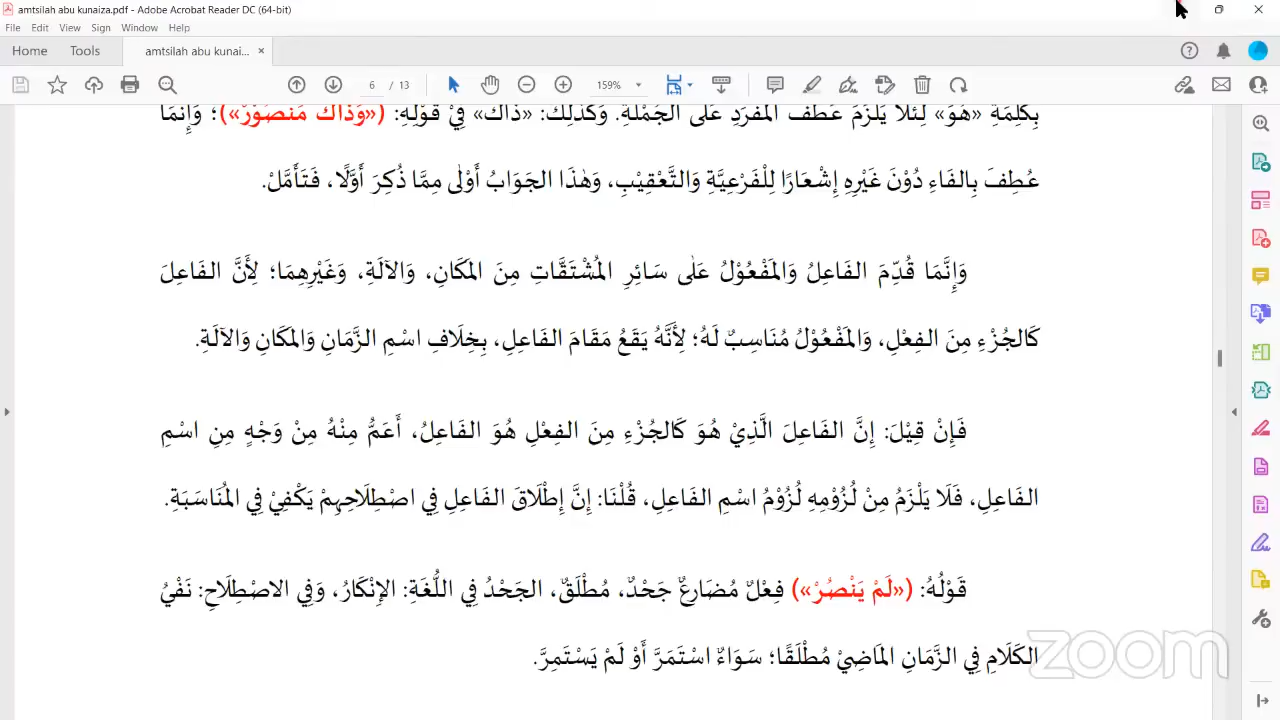 amtsilah abu kunaiza.pdf - Adobe Acrobat Reader DC (64-bit)
File Edit View Sign Window Help
Home Tools amtsilah abu kunai... ×
6 / 13 159%
بِكَلِمَةِ «هُوَ» لِئَلَّا يَلْزَمَ عَطْفُ المُفْرَدِ عَلَى الجُمْلَةِ. وَكَذٰلِكَ: «ذَاكَ» فِيْ قَوْلِهِ: («وَذَاكَ مَنْصُوْرٌ»)؛ وَإِنَّمَا
عُطِفَ بِالفَاءِ دُوْنَ غَيْرِهِ إِشْعَارًا لِلْفَرْعِيَّةِ وَالتَّعْقِيْبِ، وَهٰذَا الجَوَابُ أَوْلٰى مِمَّا ذُكِرَ أَوَّلًا، فَتَأَمَّلْ.
وَإِنَّمَا قُدِّمَ الفَاعِلُ وَالمَفْعُوْلُ عَلٰى سَائِرِ المُشْتَقَّاتِ مِنَ المَكَانِ، وَالآلَةِ، وَغَيْرِهِمَا؛ لِأَنَّ الفَاعِلَ
كَالجُزْءِ مِنَ الفِعْلِ، وَالمَفْعُوْلُ مُنَاسِبٌ لَهُ؛ لِأَنَّهُ يَقَعُ مَقَامَ الفَاعِلِ، بِخِلَافِ اسْمِ الزَّمَانِ وَالمَكَانِ وَالآلَةِ.
فَإِنْ قِيْلَ: إِنَّ الفَاعِلَ الَّذِيْ هُوَ كَالجُزْءِ مِنَ الفِعْلِ هُوَ الفَاعِلُ، أَعَمُّ مِنْهُ مِنْ وَجْهٍ مِنِ اسْمِ
الفَاعِلِ، فَلَا يَلْزَمُ مِنْ لُزُوْمِهِ لُزُوْمُ اسْمِ الفَاعِلِ، قُلْنَا: إِنَّ إِطْلَاقَ الفَاعِلِ فِي اصْطِلَاحِهِمْ يَكْفِيْ فِي المُنَاسَبَةِ.
قَوْلُهُ: («لَمْ يَنْصُرْ») فِعْلٌ مُضَارِعٌ جَحْدٌ، مُطْلَقٌ، الجَحْدُ فِي اللُّغَةِ: الإِنْكَارُ، وَفِي الاصْطِلَاحِ: نَفْيُ
الكَلَامِ فِي الزَّمَانِ المَاضِيْ مُطْلَقًا؛ سَوَاءٌ اسْتَمَرَّ أَوْ لَمْ يَسْتَمِرَّ.
zoom